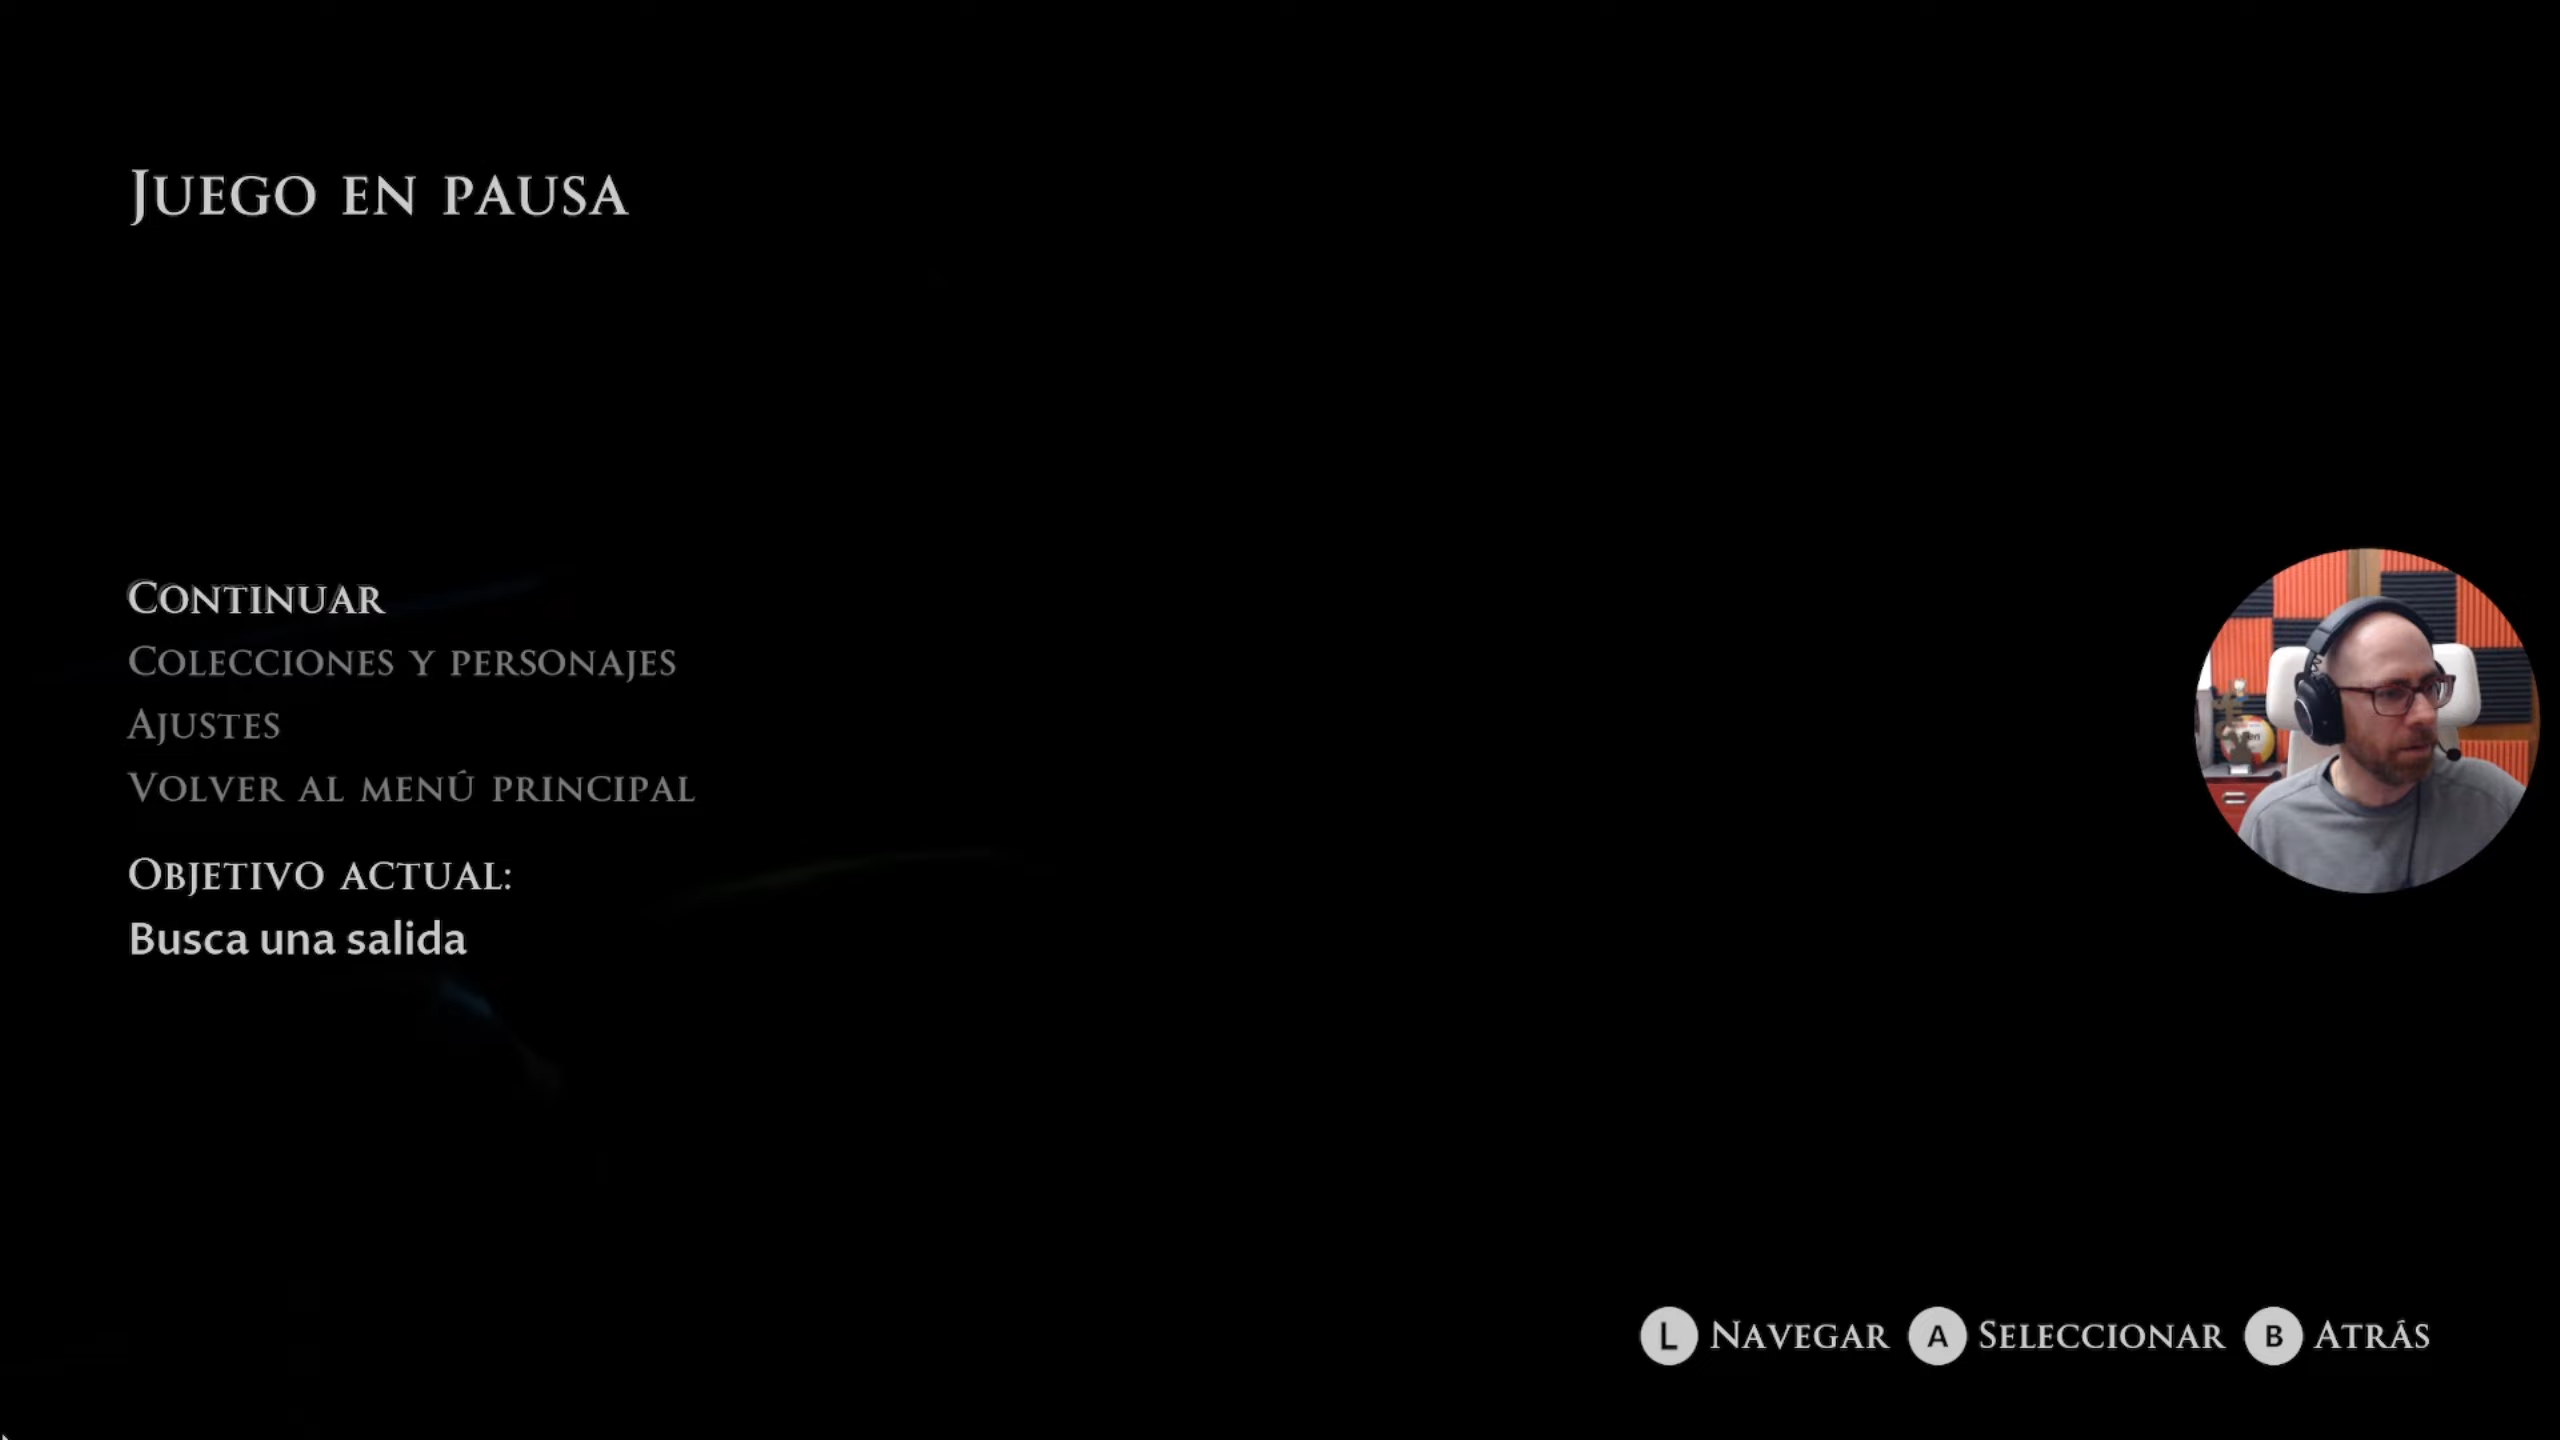 Juego en pausa
Continuar
Colecciones y personajes
Ajustes
Volver al menú principal
Objetivo actual:
Busca una salida
L Navegar A Seleccionar B Atrás